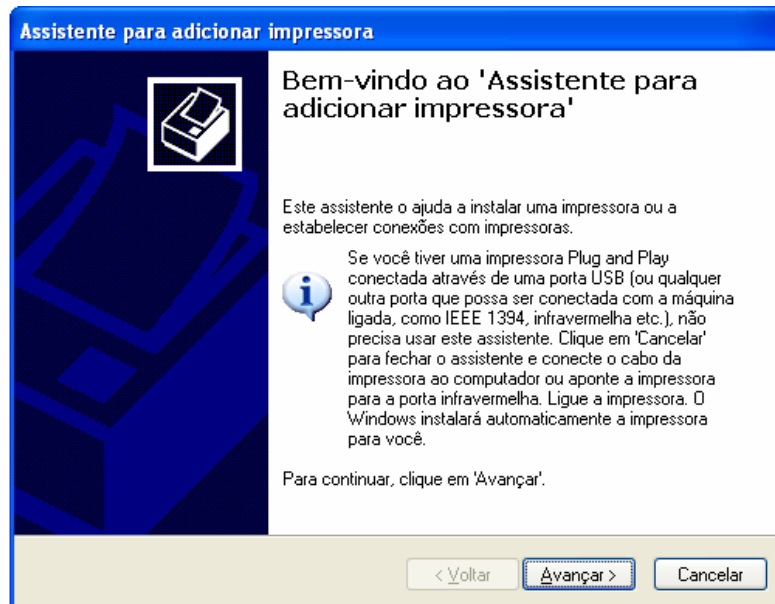 Assistente para adicionar impressora
Bem-vindo ao 'Assistente para
adicionar impressora'
Este assistente o ajuda a instalar uma impressora ou a
estabelecer conexões com impressoras.
Se você tiver uma impressora Plug and Play
conectada através de uma porta USB (ou qualquer
outra porta que possa ser conectada com a máquina
ligada, como IEEE 1394, infravermelha etc.), não
precisa usar este assistente. Clique em 'Cancelar'
para fechar o assistente e conecte o cabo da
impressora ao computador ou aponte a impressora
para a porta infravermelha. Ligue a impressora. O
Windows instalará automaticamente a impressora
para você.
Para continuar, clique em 'Avançar'.
< Voltar
Avançar >
Cancelar